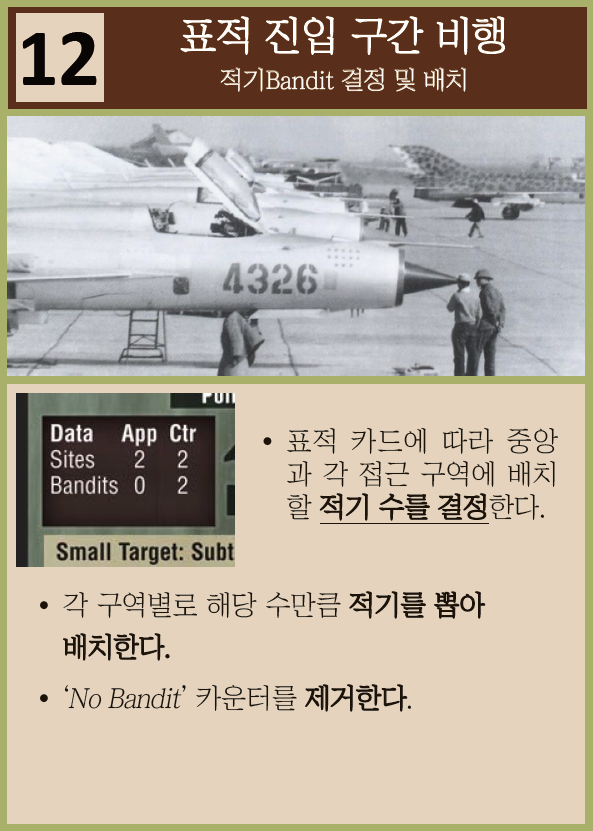 12
표적 진입 구간 비행
적기Bandit 결정 및 배치
4326
Data App Ctr
Sites 2 2
Bandits 0 2
Small Target: Subt
• 표적 카드에 따라 중앙
과 각 접근 구역에 배치
할 적기 수를 결정한다.
• 각 구역별로 해당 수만큼 적기를 뽑아
배치한다.
• ‘No Bandit’ 카운터를 제거한다.